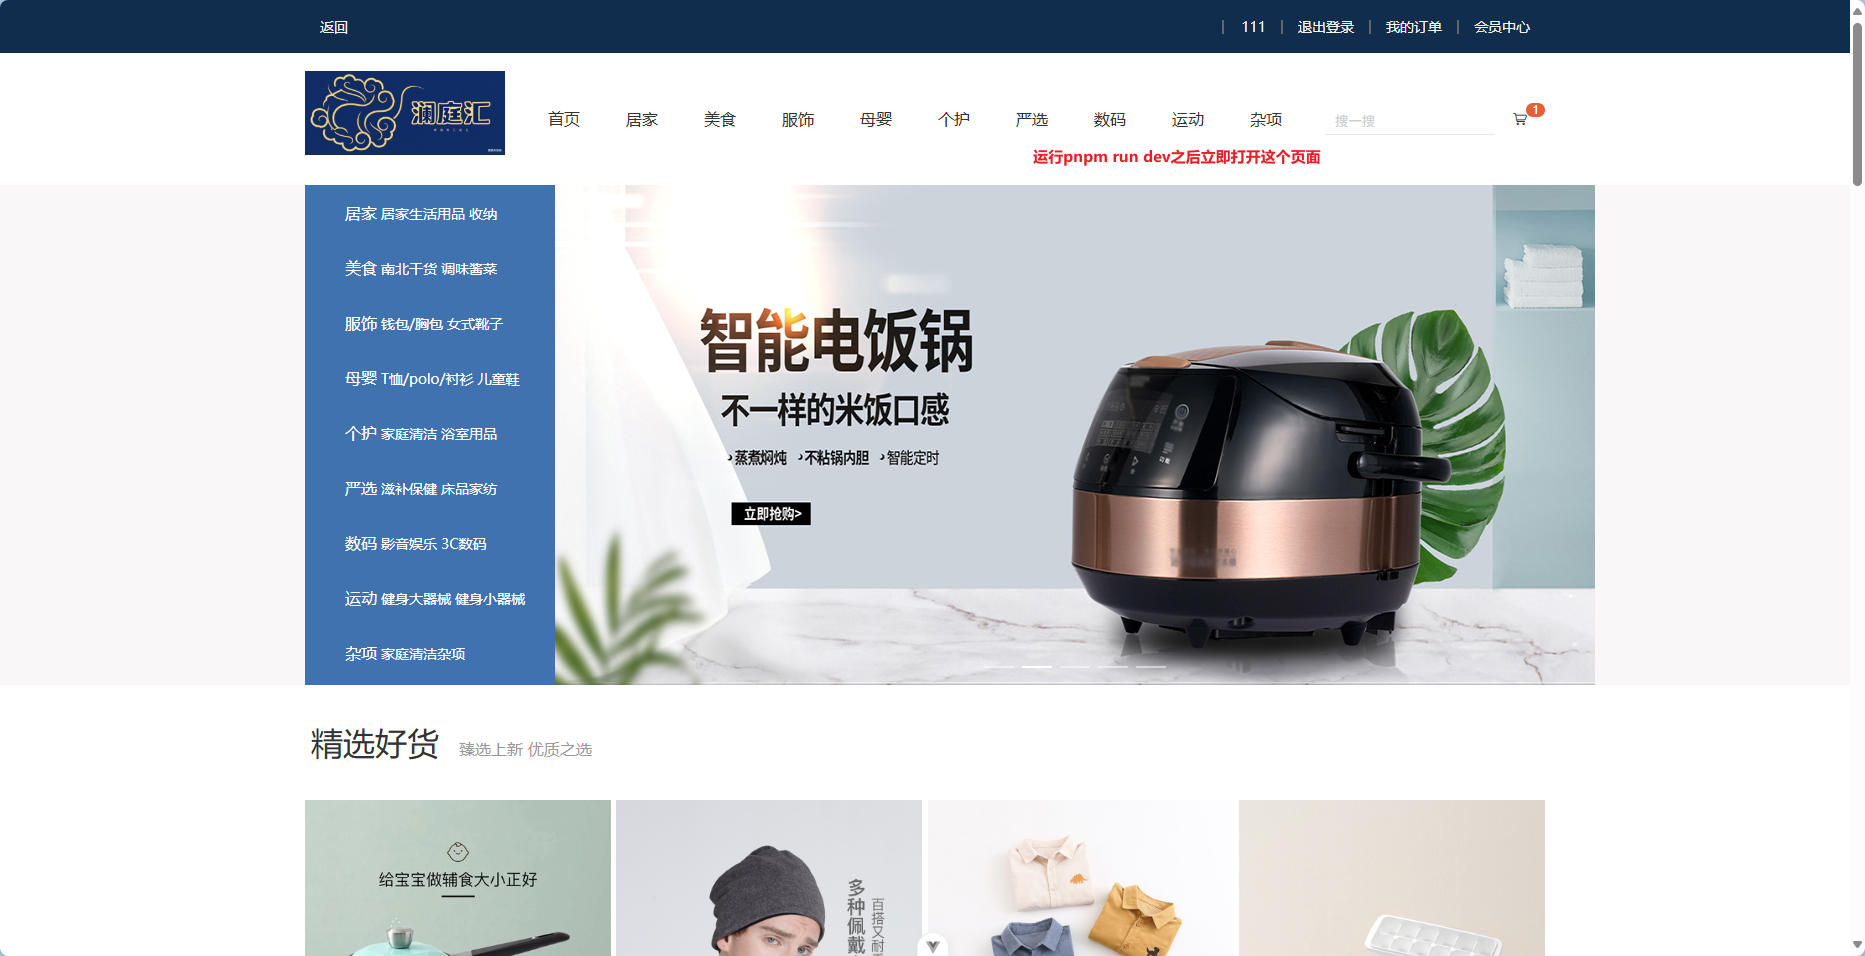 返回
111
退出登录
我的订单
会员中心
澜庭汇
首页
居家
美食
服饰
母婴
个护
严选
数码
运动
杂项
搜一搜
1
运行pnpm run dev之后立即打开这个页面
居家 居家生活用品 收纳
美食 南北干货 调味酱菜
服饰 钱包/胸包 女式靴子
母婴 T恤/polo/衬衫 儿童鞋
个护 家庭清洁 浴室用品
严选 滋补保健 床品家纺
数码 影音娱乐 3C数码
运动 健身大器械 健身小器械
杂项 家庭清洁杂项
智能电饭锅
不一样的米饭口感
蒸煮焖炖 不粘锅内胆 智能定时
立即抢购>
精选好货 臻选上新 优质之选
给宝宝做辅食大小正好
多种佩戴
百搭又耐